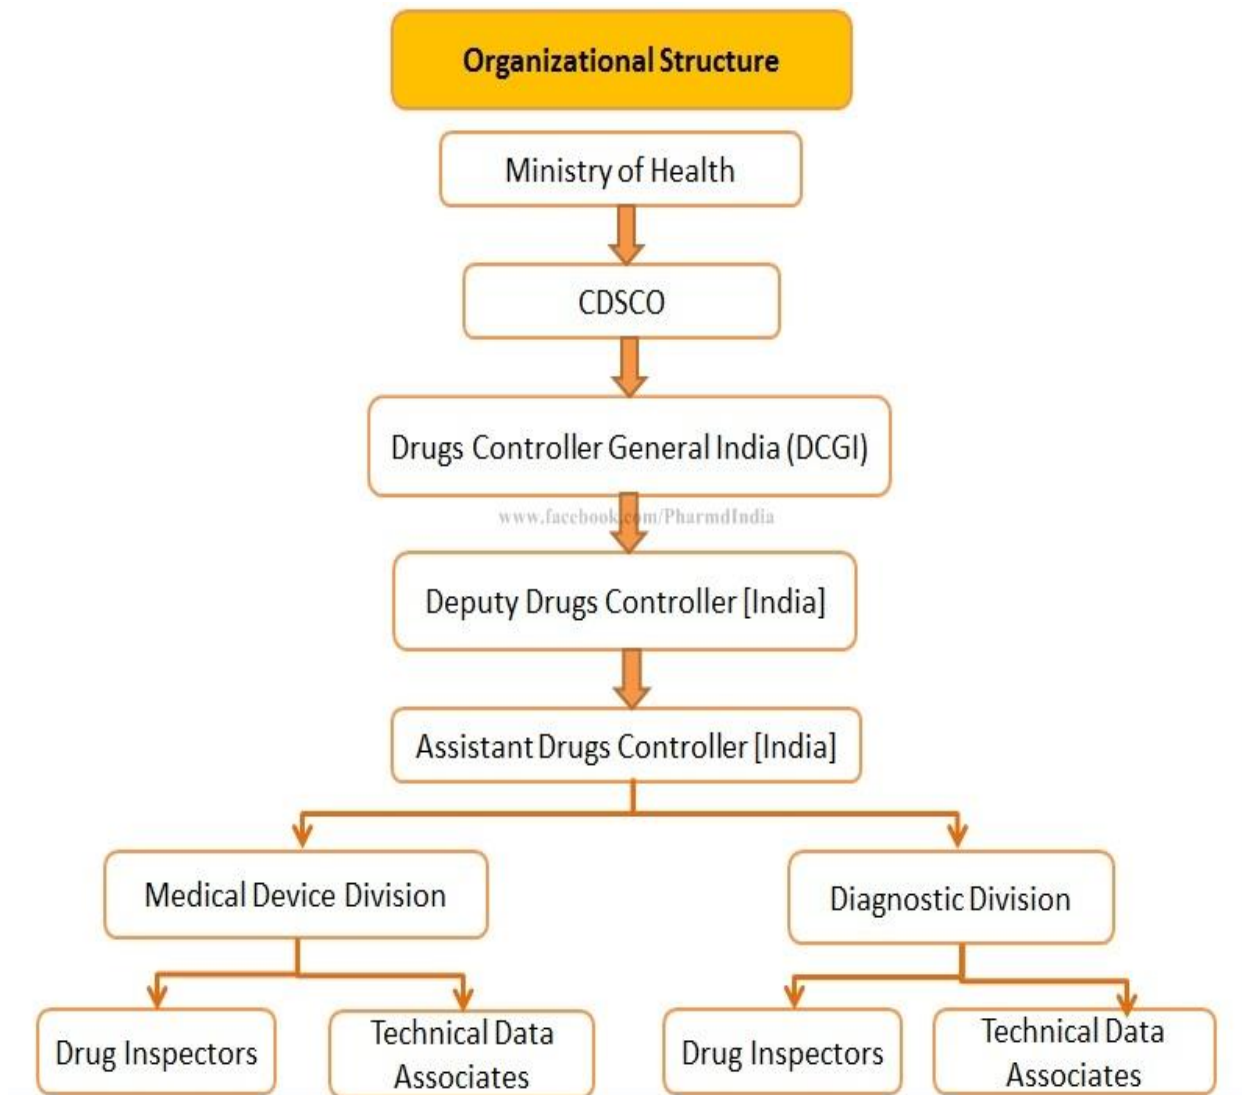 Organizational Structure
Ministry of Health
CDSCO
Drugs Controller General India (DCGI)
www.facebook.com/PharmdIndia
Deputy Drugs Controller [India]
Assistant Drugs Controller [India]
Medical Device Division
Diagnostic Division
Drug Inspectors
Technical Data
Associates
Drug Inspectors
Technical Data
Associates